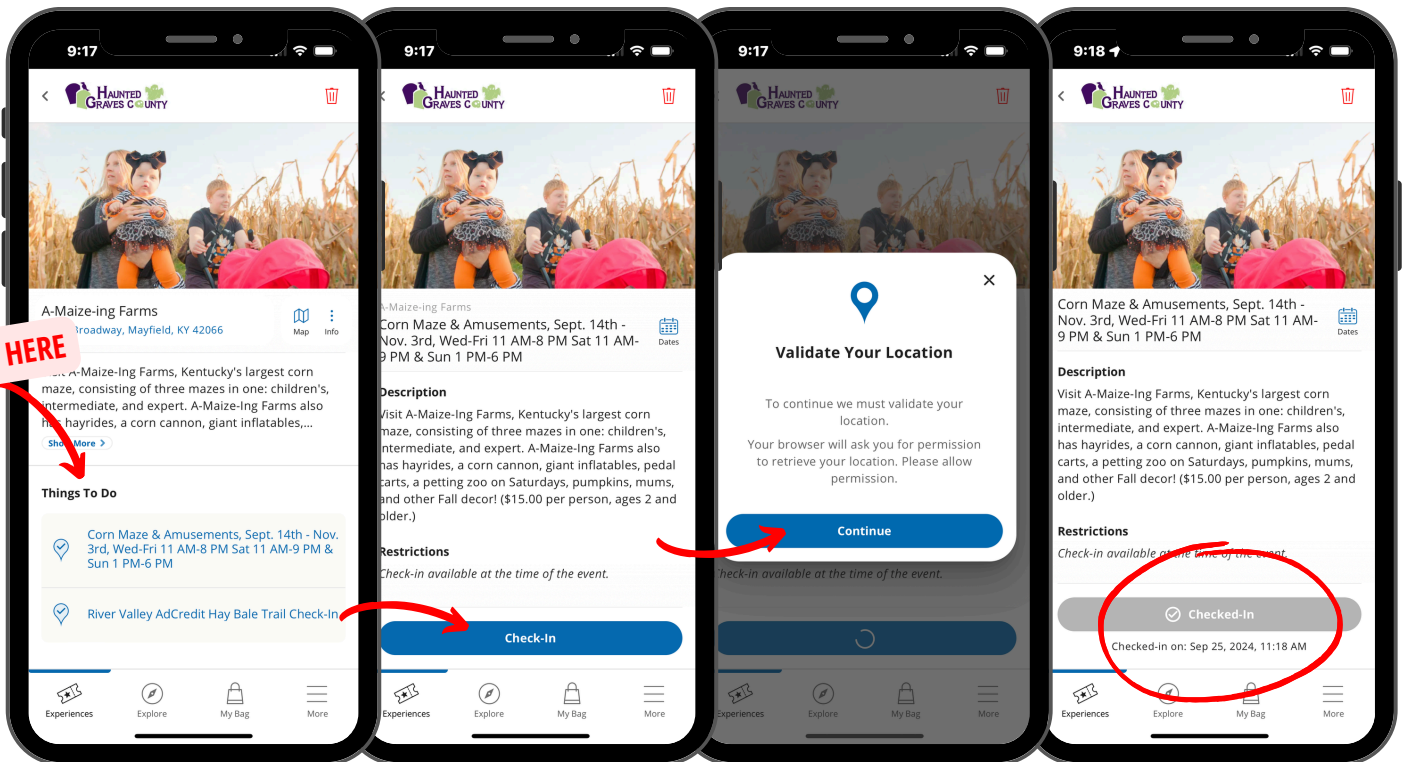 9:17
HAUNTED
GRAVES COUNTY
A-Maize-ing Farms
Broadway, Mayfield, KY 42066
Map
Info
HERE
A-Maize-Ing Farms, Kentucky's largest corn
maze, consisting of three mazes in one: children's,
intermediate, and expert. A-Maize-Ing Farms also
has hayrides, a corn cannon, giant inflatables,...
Show More >
Things To Do
Corn Maze & Amusements, Sept. 14th - Nov.
3rd, Wed-Fri 11 AM-8 PM Sat 11 AM-9 PM &
Sun 1 PM-6 PM
River Valley AdCredit Hay Bale Trail Check-In
Experiences
Explore
My Bag
More
9:17
HAUNTED
GRAVES COUNTY
A-Maize-ing Farms
Corn Maze & Amusements, Sept. 14th -
Nov. 3rd, Wed-Fri 11 AM-8 PM Sat 11 AM-
9 PM & Sun 1 PM-6 PM
Dates
Description
Visit A-Maize-Ing Farms, Kentucky's largest corn
maze, consisting of three mazes in one: children's,
intermediate, and expert. A-Maize-Ing Farms also
has hayrides, a corn cannon, giant inflatables, pedal
carts, a petting zoo on Saturdays, pumpkins, mums,
and other Fall decor! ($15.00 per person, ages 2 and
older.)
Restrictions
Check-in available at the time of the event.
Check-In
Experiences
Explore
My Bag
More
9:17
HAUNTED
GRAVES COUNTY
Validate Your Location
To continue we must validate your
location.
Your browser will ask you for permission
to retrieve your location. Please allow
permission.
Continue
Check-in available at the time of the event.
Experiences
Explore
My Bag
More
9:18
HAUNTED
GRAVES COUNTY
Corn Maze & Amusements, Sept. 14th -
Nov. 3rd, Wed-Fri 11 AM-8 PM Sat 11 AM-
9 PM & Sun 1 PM-6 PM
Dates
Description
Visit A-Maize-Ing Farms, Kentucky's largest corn
maze, consisting of three mazes in one: children's,
intermediate, and expert. A-Maize-Ing Farms also
has hayrides, a corn cannon, giant inflatables, pedal
carts, a petting zoo on Saturdays, pumpkins, mums,
and other Fall decor! ($15.00 per person, ages 2 and
older.)
Restrictions
Check-in available at the time of the event.
Checked-In
Checked-in on: Sep 25, 2024, 11:18 AM
Experiences
Explore
My Bag
More